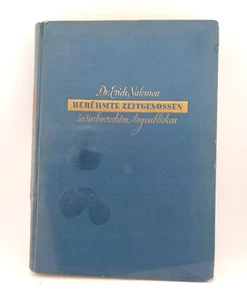 Dr. Erich Salomon
BERÜHMTE ZEITGENOSSEN
in unbewachten Augenblicken